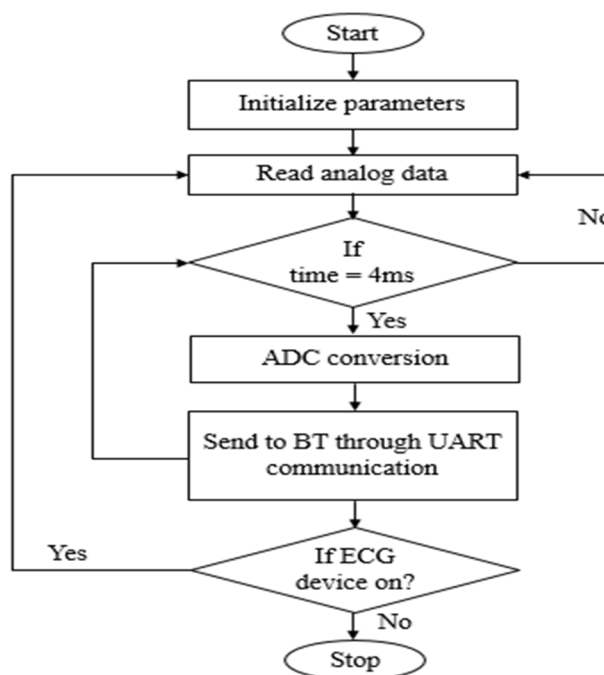 Start
Initialize parameters
Read analog data
No
If
time = 4ms
Yes
ADC conversion
Send to BT through UART
communication
Yes
If ECG
device on?
No
Stop